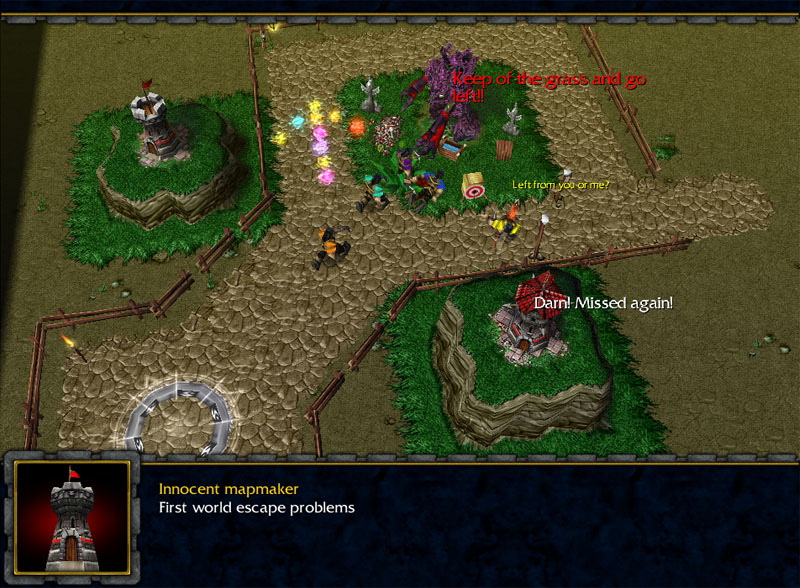 Keep of the grass and go
left!!
Left from you or me?
Darn! Missed again!
Innocent mapmaker
First world escape problems